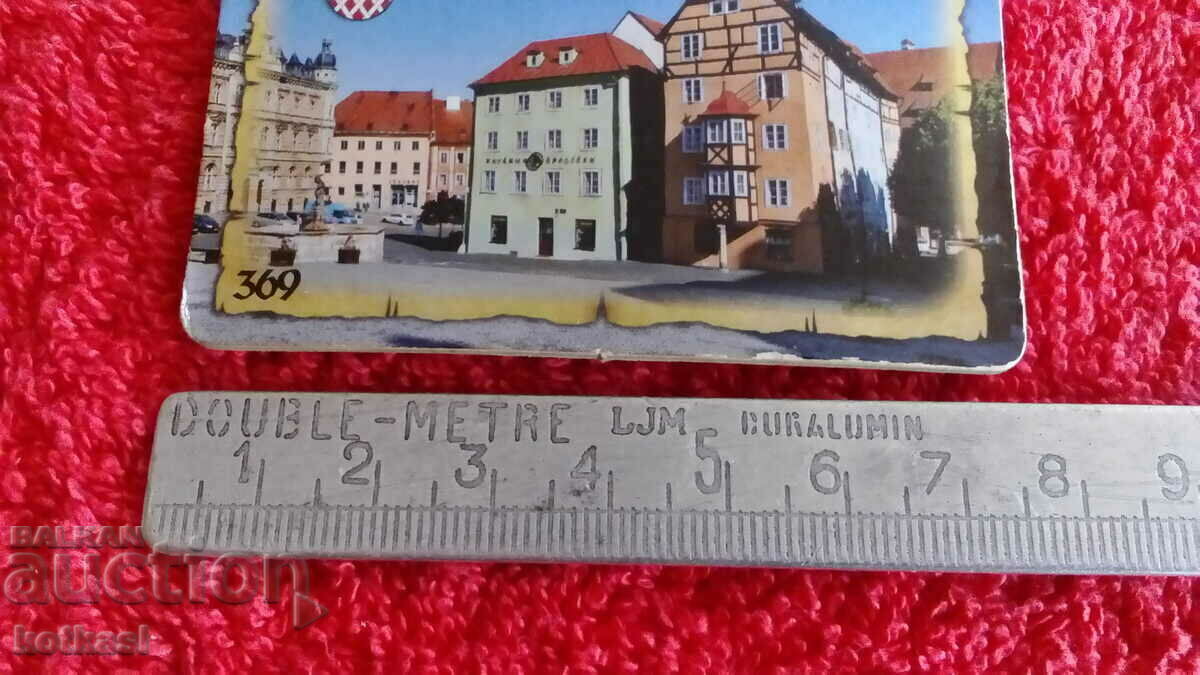 369
DOUBLE-METRE LJM DURALUMIN
1 2 3 4 5 6 7 8 9
BALKAN
auction
kotkasl